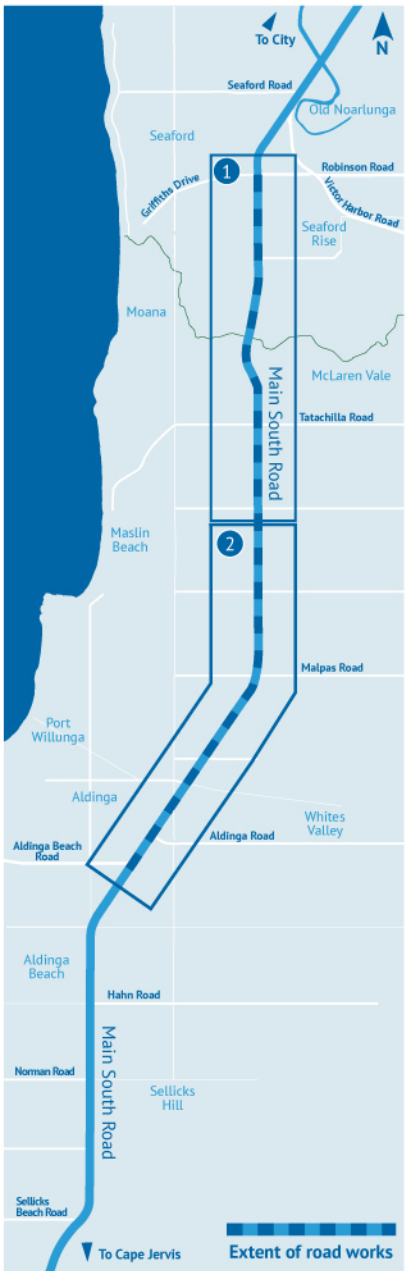 To City
N
Seaford Road
Old Noarlunga
Seaford
1
Robinson Road
Griffiths Drive
Victor Harbor Road
Seaford
Rise
Moana
McLaren Vale
Main South Road
Tatachilla Road
Maslin
Beach
2
Malpas Road
Port
Willunga
Aldinga
Whites
Valley
Aldinga Road
Aldinga Beach
Road
Aldinga
Beach
Hahn Road
Main South Road
Norman Road
Sellicks
Hill
Sellicks
Beach Road
To Cape Jervis
Extent of road works